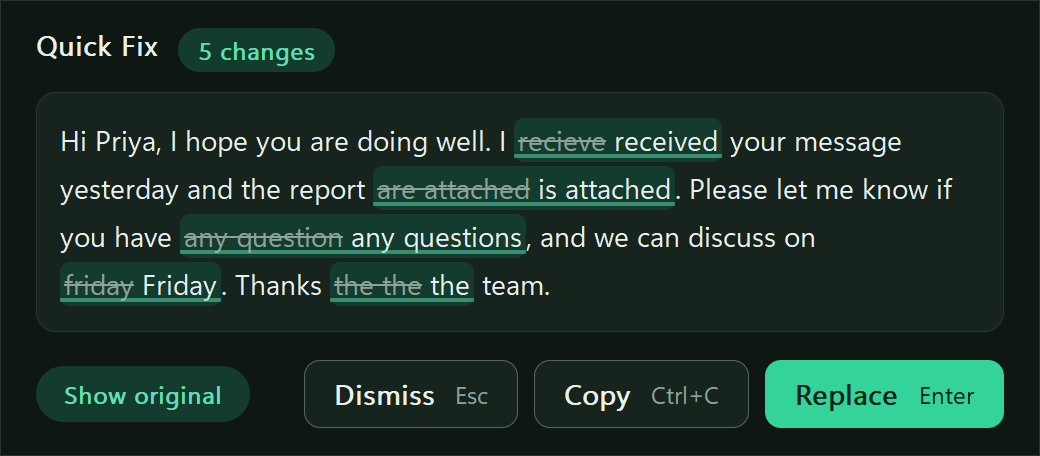 Quick Fix 5 changes
Hi Priya, I hope you are doing well. I recieve received your message
yesterday and the report are attached is attached. Please let me know if
you have any question any questions, and we can discuss on
friday Friday. Thanks the the the team.
Show original Dismiss Esc Copy Ctrl+C Replace Enter